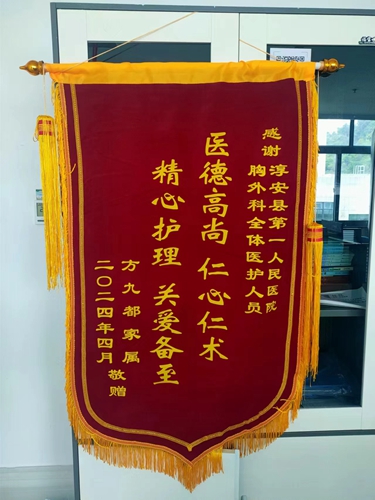 感谢淳安县第一人民医院
胸外科全体医护人员
医德高尚 仁心仁术
精心护理 关爱备至
方九都家属
敬赠
二〇二四年四月